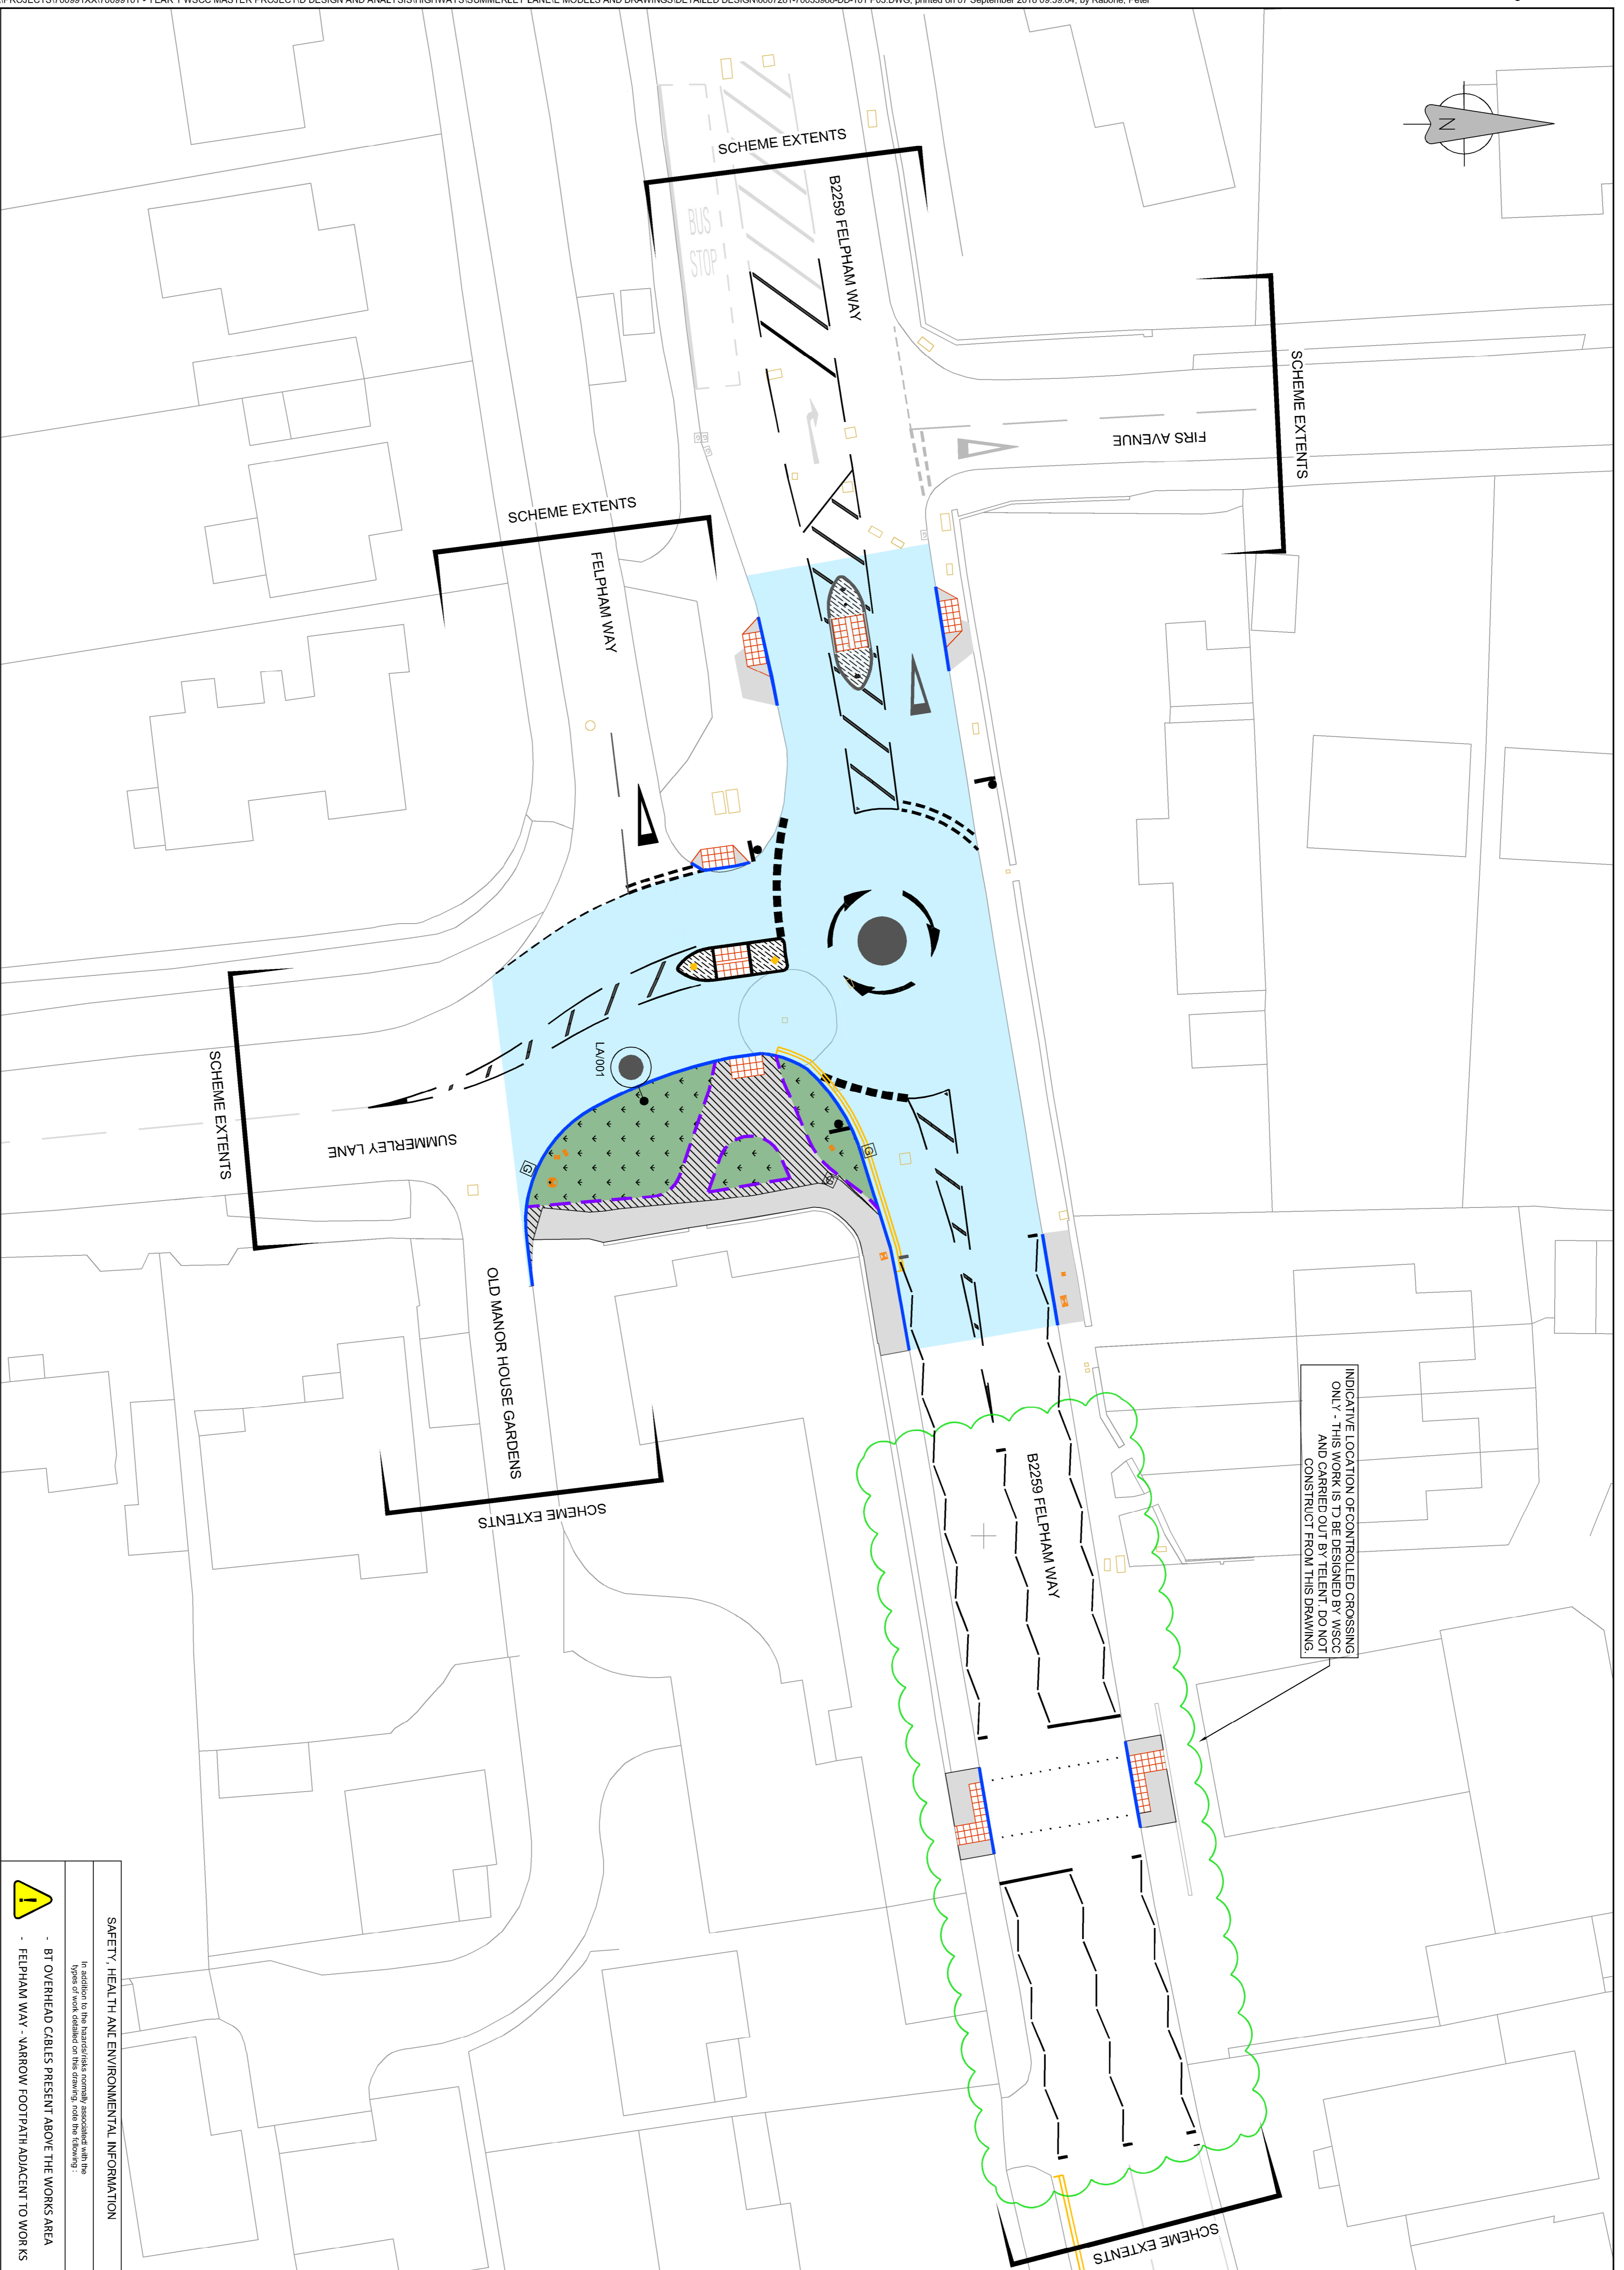 SCHEME EXTENTS
B2259 FELPHAM WAY
N
BUS
STOP
SCHEME EXTENTS
FIRS AVENUE
SCHEME EXTENTS
FELPHAM WAY
SCHEME EXTENTS
SUMMERLEY LANE
LA/001
G
G
OLD MANOR HOUSE GARDENS
SCHEME EXTENTS
B2259 FELPHAM WAY
INDICATIVE LOCATION OF CONTROLLED CROSSING
ONLY - THIS WORK IS TO BE DESIGNED BY WSCC
AND CARRIED OUT BY TELENT. DO NOT
CONSTRUCT FROM THIS DRAWING.
SCHEME EXTENTS
SAFETY, HEALTH AND ENVIRONMENTAL INFORMATION
In addition to the hazards/risks normally associated with the
types of work detailed on this drawing, note the following :
- BT OVERHEAD CABLES PRESENT ABOVE THE WORKS AREA
- FELPHAM WAY - NARROW FOOTPATH ADJACENT TO WORKS